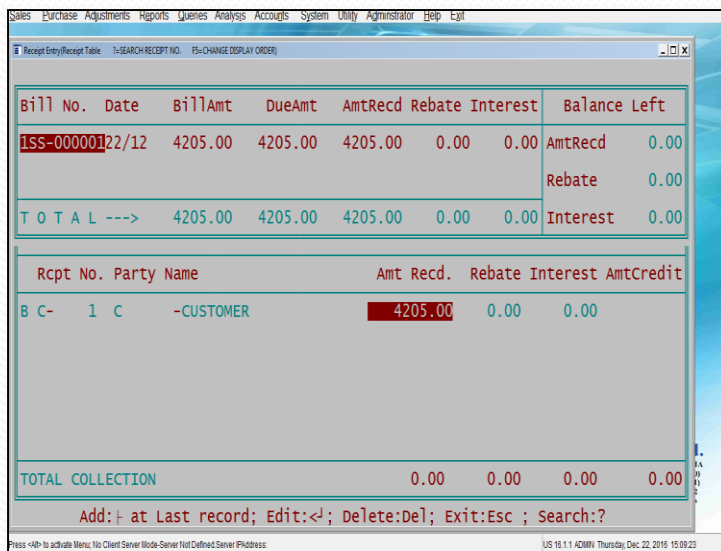 Sales Purchase Adjustments Reports Queries Analysis Accounts System Utility Adminstrator Help Exit
Receipt Entry(Receipt Table ?=SEARCH RECEIPT NO. F5=CHANGE DISPLAY ORDER)
Bill No. Date BillAmt DueAmt AmtRecd Rebate Interest Balance Left
1SS-000001 22/12 4205.00 4205.00 4205.00 0.00 0.00 AmtRecd 0.00
Rebate 0.00
T O T A L ---> 4205.00 4205.00 4205.00 0.00 0.00 Interest 0.00
Rcpt No. Party Name Amt Recd. Rebate Interest AmtCredit
B C- 1 C -CUSTOMER 4205.00 0.00 0.00
TOTAL COLLECTION 0.00 0.00 0.00 0.00
Add:├ at Last record; Edit:<┘; Delete:Del; Exit:Esc ; Search:?
Press <Alt> to activate Menu; No Client Server Mode-Server Not Defined.Server IPAddress: US 16.1.1 ADMIN Thursday, Dec. 22, 2016 15:09:23